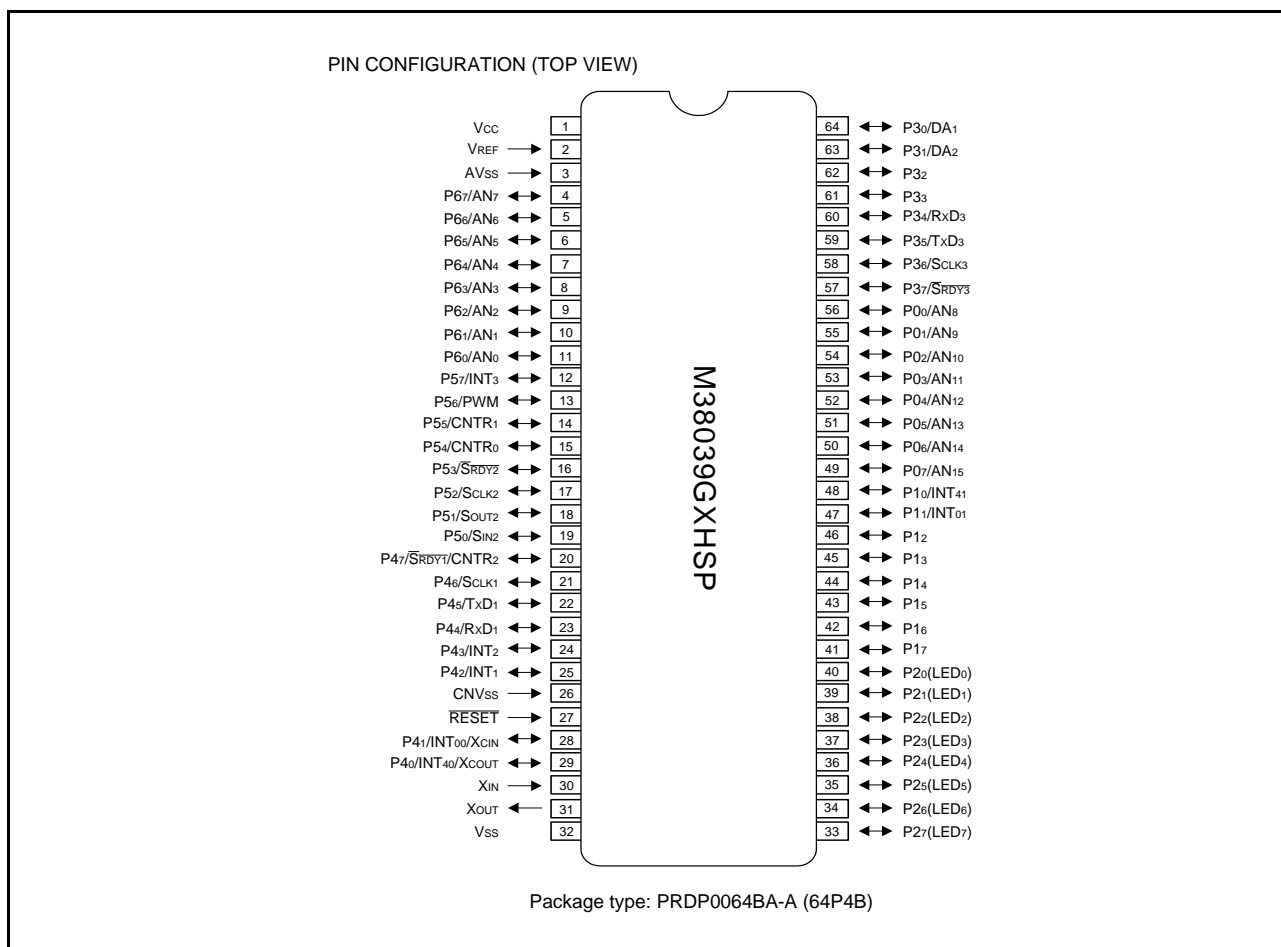 PIN CONFIGURATION (TOP VIEW)
VCC 1
VREF 2
AVSS 3
P67/AN7 4
P66/AN6 5
P65/AN5 6
P64/AN4 7
P63/AN3 8
P62/AN2 9
P61/AN1 10
P60/AN0 11
P57/INT3 12
P56/PWM 13
P55/CNTR1 14
P54/CNTR0 15
P53/SRDY2 16
P52/SCLK2 17
P51/SOUT2 18
P50/SIN2 19
P47/SRDY1/CNTR2 20
P46/SCLK1 21
P45/TXD1 22
P44/RXD1 23
P43/INT2 24
P42/INT1 25
CNVSS 26
RESET 27
P41/INT00/XCIN 28
P40/INT40/XCOUT 29
XIN 30
XOUT 31
VSS 32
M38039GXHSP
64 P30/DA1
63 P31/DA2
62 P32
61 P33
60 P34/RXD3
59 P35/TXD3
58 P36/SCLK3
57 P37/SRDY3
56 P00/AN8
55 P01/AN9
54 P02/AN10
53 P03/AN11
52 P04/AN12
51 P05/AN13
50 P06/AN14
49 P07/AN15
48 P10/INT41
47 P11/INT01
46 P12
45 P13
44 P14
43 P15
42 P16
41 P17
40 P20(LED0)
39 P21(LED1)
38 P22(LED2)
37 P23(LED3)
36 P24(LED4)
35 P25(LED5)
34 P26(LED6)
33 P27(LED7)
Package type: PRDP0064BA-A (64P4B)